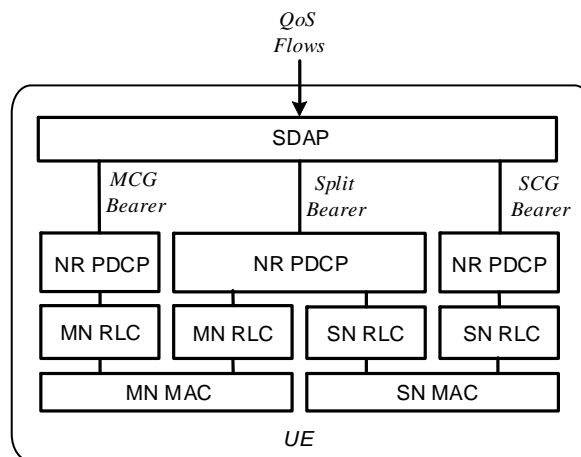 QoS
Flows
SDAP
MCG
Bearer
Split
Bearer
SCG
Bearer
NR PDCP
NR PDCP
NR PDCP
MN RLC
MN RLC
SN RLC
SN RLC
MN MAC
SN MAC
UE